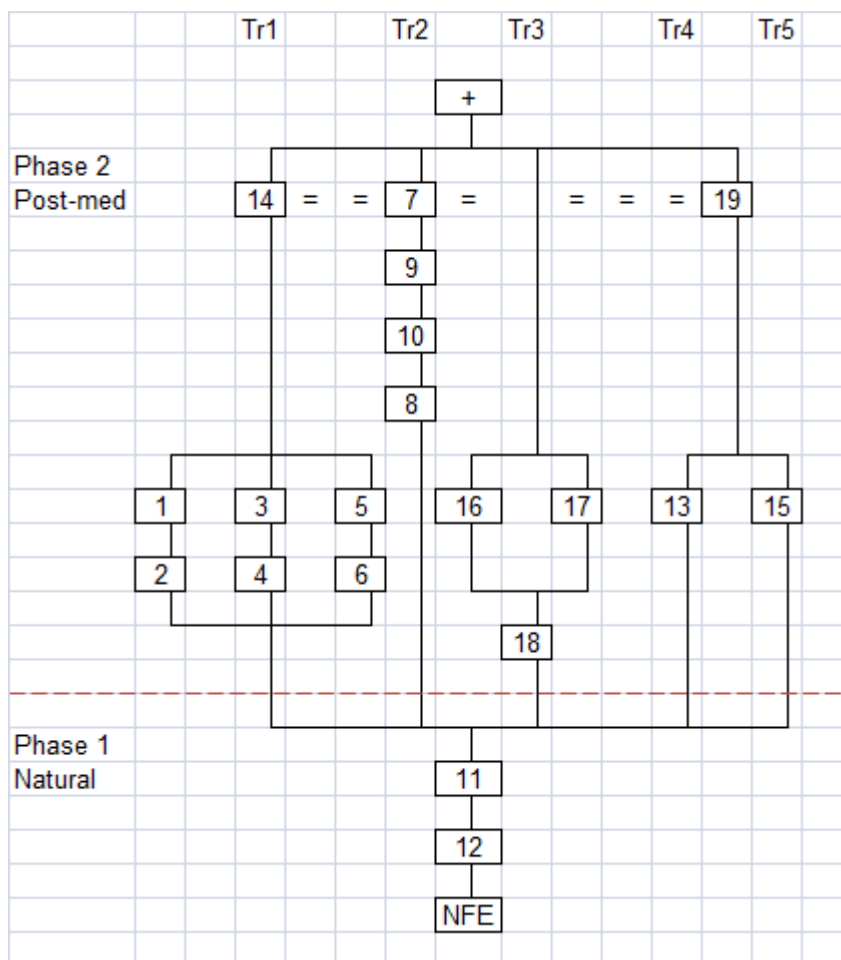 Tr1 Tr2 Tr3 Tr4 Tr5
+
Phase 2
Post-med 14 = = 7 = = = = 19
9
10
8
1 3 5 16 17 13 15
2 4 6
18
Phase 1
Natural 11
12
NFE